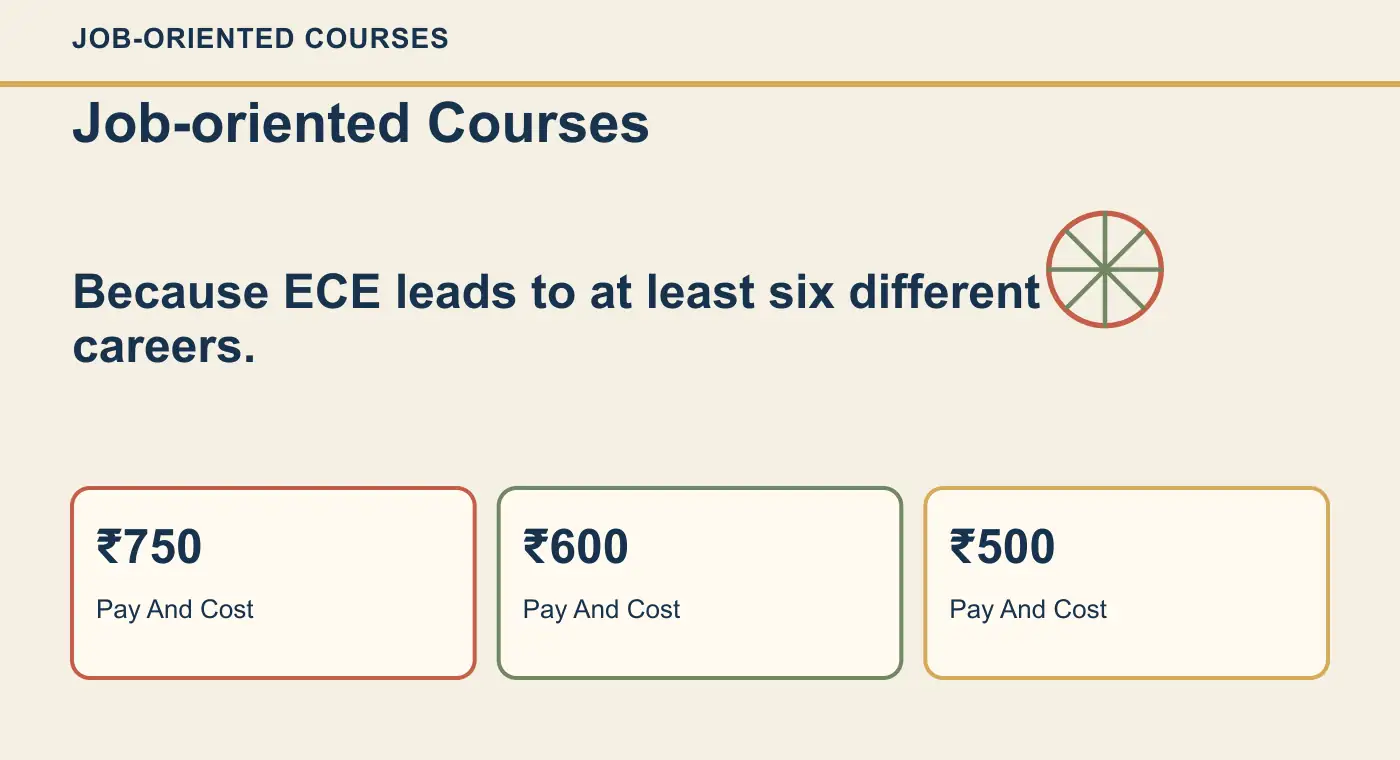 JOB-ORIENTED COURSES
Job-oriented Courses
Because ECE leads to at least six different
careers.
₹750
Pay And Cost
₹600
Pay And Cost
₹500
Pay And Cost